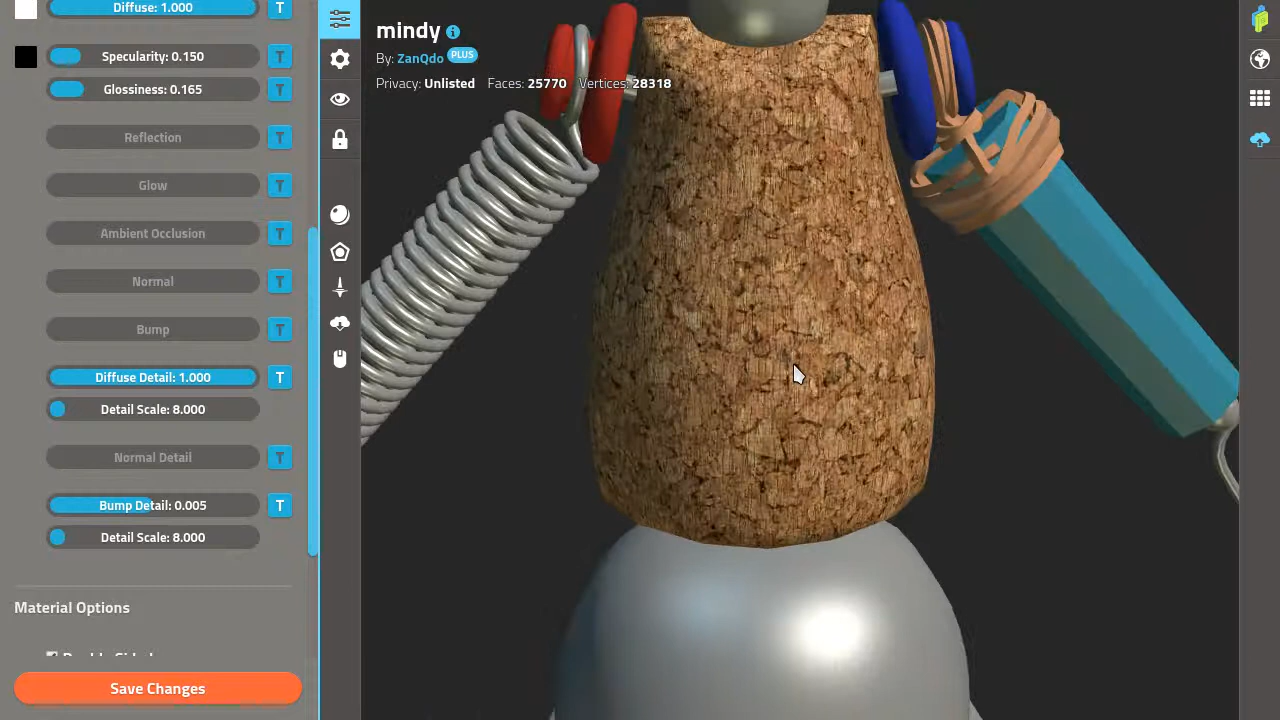 Diffuse: 1.000 T
Specularity: 0.150 T
Glossiness: 0.165 T
Reflection T
Glow T
Ambient Occlusion T
Normal T
Bump T
Diffuse Detail: 1.000 T
Detail Scale: 8.000
Normal Detail T
Bump Detail: 0.005 T
Detail Scale: 8.000
Material Options
Save Changes
mindy
By: ZanQdo PLUS
Privacy: Unlisted Faces: 25770 Vertices: 28318